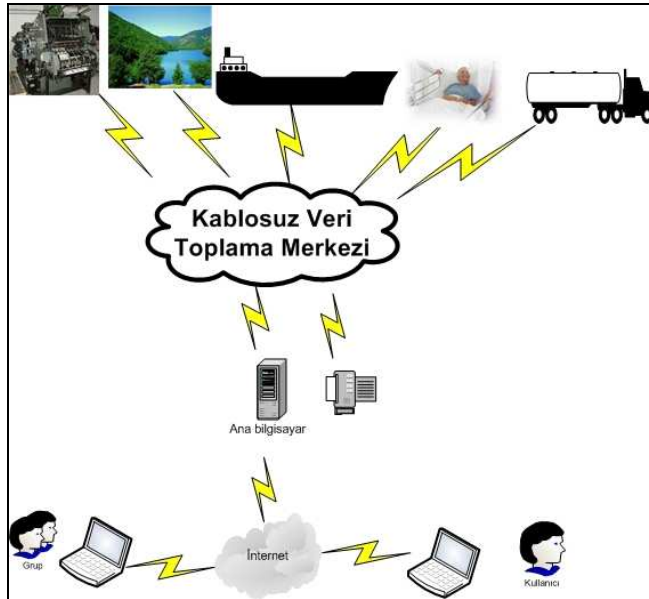 Kablosuz Veri
Toplama Merkezi
Ana bilgisayar
İnternet
Grup
Kullanıcı